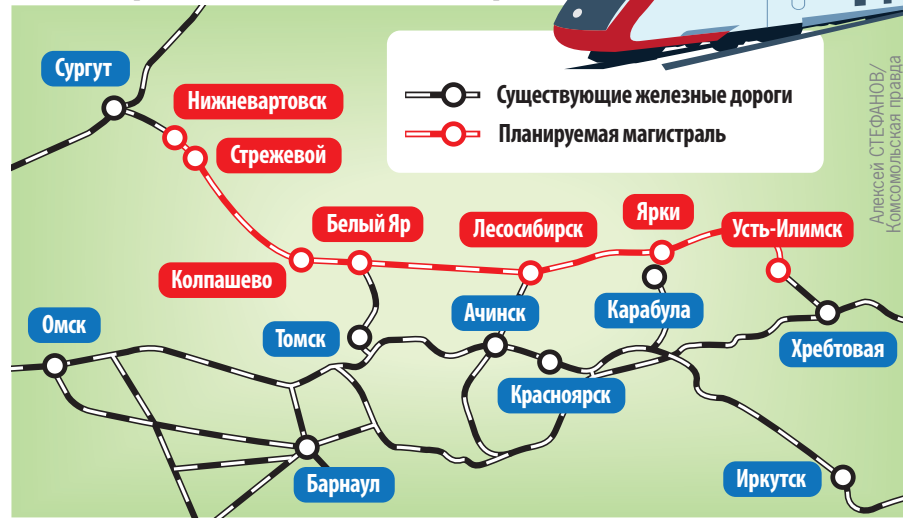 Сургут
Нижневартовск
Стрежевой
Существующие железные дороги
Планируемая магистраль
Алексей СТЕФАНОВ/
Комсомольская правда
Белый Яр
Лесосибирск
Ярки
Усть-Илимск
Колпашево
Омск
Томск
Ачинск
Карабула
Хребтовая
Красноярск
Барнаул
Иркутск